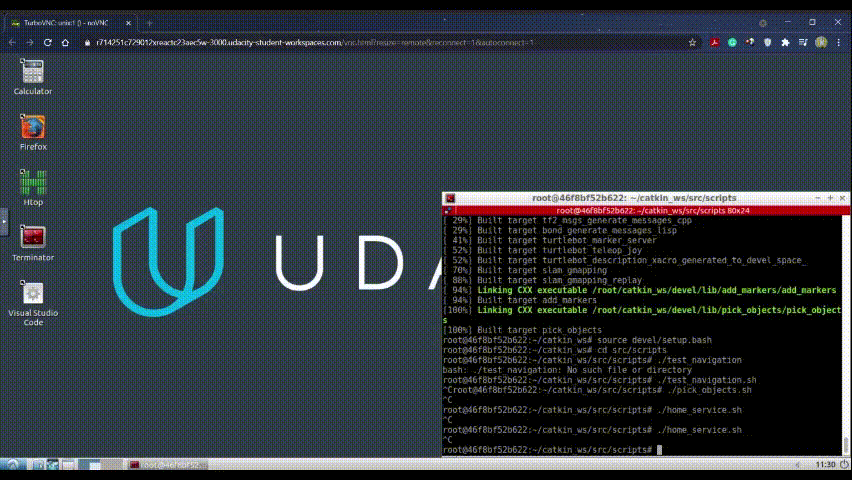 TurboVNC: unix:1 () - noVNC
r714251c729012xreactc23aec5w-3000.udacity-student-workspaces.com/vnc.html?resize=remote&reconnect=1&autoconnect=1
Calculator
Firefox
Htop
Terminator
Visual Studio
Code
UDA
root@46f8bf52b622: ~/catkin_ws/src/scripts
root@46f8bf52b622: ~/catkin_ws/src/scripts 80x24
[ 29%] Built target tf2_msgs_generate_messages_cpp
[ 29%] Built target bond_generate_messages_lisp
[ 41%] Built target turtlebot_marker_server
[ 52%] Built target turtlebot_teleop_joy
[ 52%] Built target turtlebot_description_xacro_generated_to_devel_space_
[ 70%] Built target slam_gmapping
[ 88%] Built target slam_gmapping_replay
[ 94%] Linking CXX executable /root/catkin_ws/devel/lib/add_markers/add_markers
[ 94%] Built target add_markers
[100%] Linking CXX executable /root/catkin_ws/devel/lib/pick_objects/pick_object
s
[100%] Built target pick_objects
root@46f8bf52b622:~/catkin_ws# source devel/setup.bash
root@46f8bf52b622:~/catkin_ws# cd src/scripts
root@46f8bf52b622:~/catkin_ws/src/scripts# ./test_navigation
bash: ./test_navigation: No such file or directory
root@46f8bf52b622:~/catkin_ws/src/scripts# ./test_navigation.sh
^Croot@46f8bf52b622:~/catkin_ws/src/scripts# ./pick_objects.sh
^C
root@46f8bf52b622:~/catkin_ws/src/scripts# ./home_service.sh
^C
root@46f8bf52b622:~/catkin_ws/src/scripts# ./home_service.sh
^C
root@46f8bf52b622:~/catkin_ws/src/scripts#
root@46f8bf52...
11:30